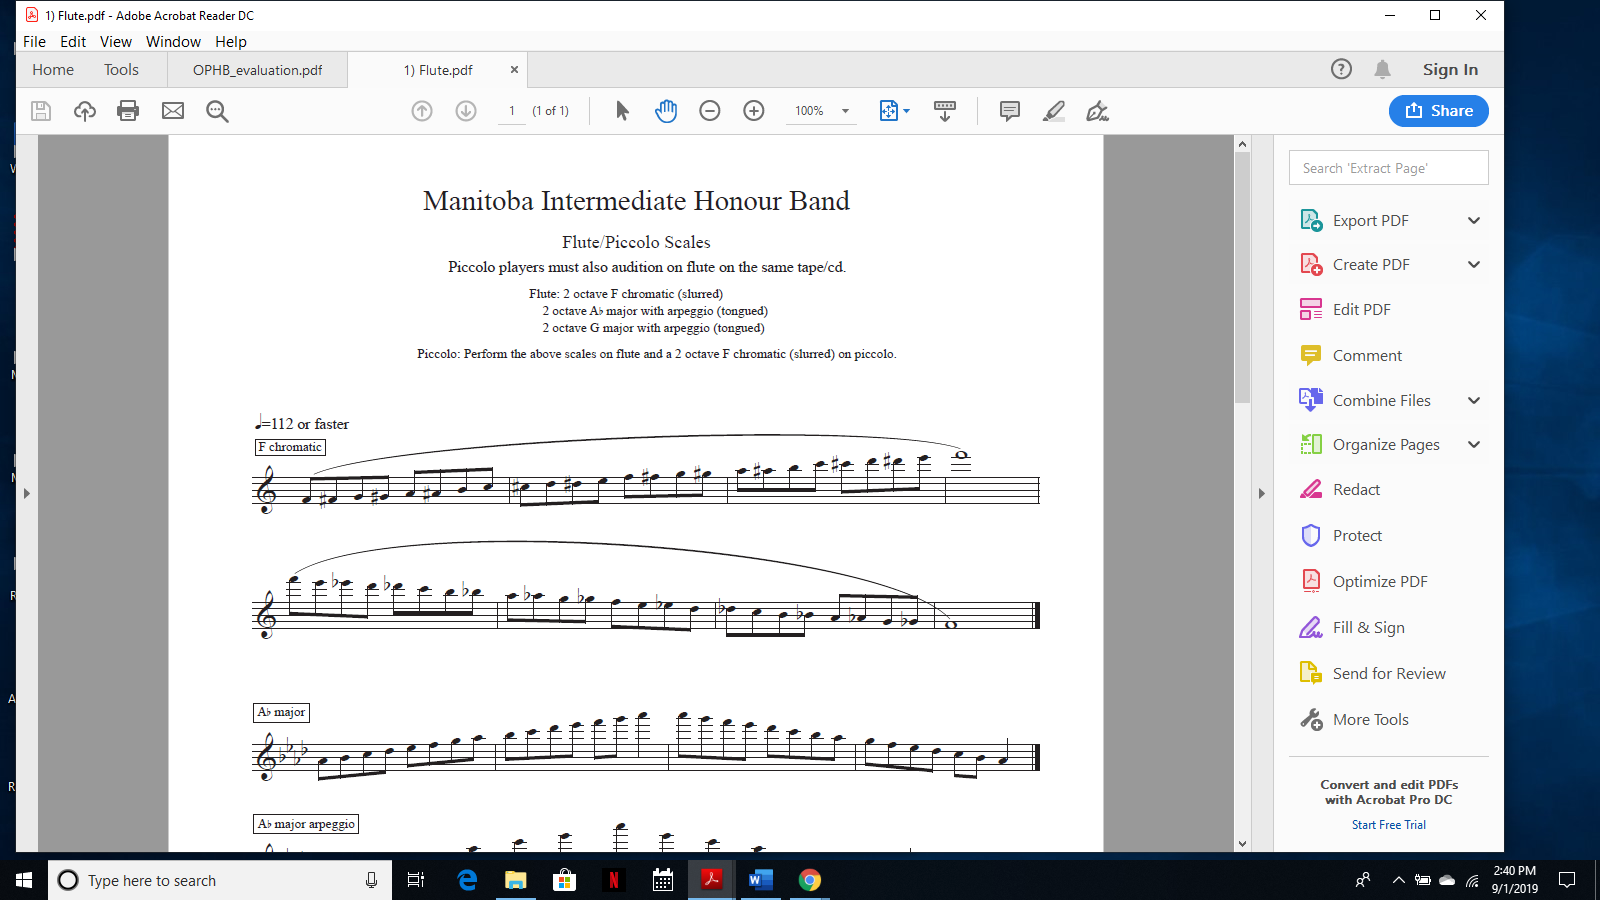 1) Flute.pdf - Adobe Acrobat Reader DC
File Edit View Window Help
Home Tools OPHB_evaluation.pdf 1) Flute.pdf Sign In
1 (1 of 1) 100% Share
Manitoba Intermediate Honour Band
Flute/Piccolo Scales
Piccolo players must also audition on flute on the same tape/cd.
Flute: 2 octave F chromatic (slurred)
2 octave A♭ major with arpeggio (tongued)
2 octave G major with arpeggio (tongued)
Piccolo: Perform the above scales on flute and a 2 octave F chromatic (slurred) on piccolo.
♩=112 or faster
F chromatic
A♭ major
A♭ major arpeggio
Search 'Extract Page'
Export PDF
Create PDF
Edit PDF
Comment
Combine Files
Organize Pages
Redact
Protect
Optimize PDF
Fill & Sign
Send for Review
More Tools
Convert and edit PDFs
with Acrobat Pro DC
Start Free Trial
Type here to search
2:40 PM
9/1/2019